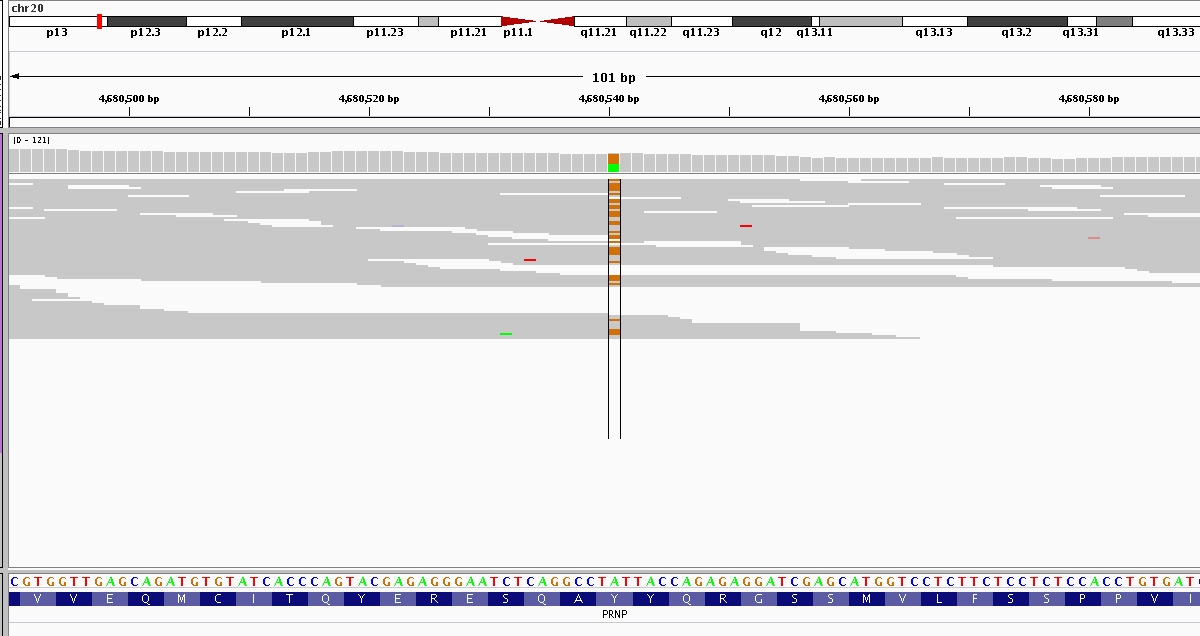 chr20
p13 p12.3 p12.2 p12.1 p11.23 p11.21 p11.1 q11.21 q11.22 q11.23 q12 q13.11 q13.13 q13.2 q13.31 q13.33
101 bp
4,680,500 bp 4,680,520 bp 4,680,540 bp 4,680,560 bp 4,680,580 bp
[0 - 121]
CGTGGTTGAGCAGATGTGTATCACCCAGTACGAGAGGGAATCTCAGGCCTATTACCAGAGAGGATCGAGCATGGTCCTCTTCTCCTCTCCACCTGTGAT
V V E Q M C I T Q Y E R E S Q A Y Y Q R G S S M V L F S S P P V I
PRNP